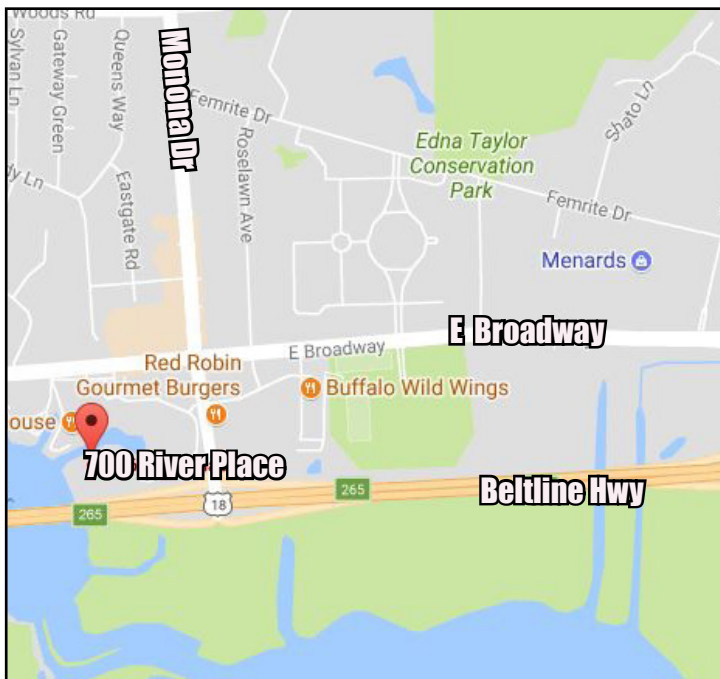 Woods Rd
Sylvan Ln
Gateway Green
Queens Way
Monona Dr
Femrite Dr
Shato Ln
Roselawn Ave
Edna Taylor
Conservation
Park
dy Ln
Eastgate Rd
Femrite Dr
Menards
E Broadway
E Broadway
Red Robin
Gourmet Burgers
Buffalo Wild Wings
ouse
700 River Place
265
Beltline Hwy
18
265